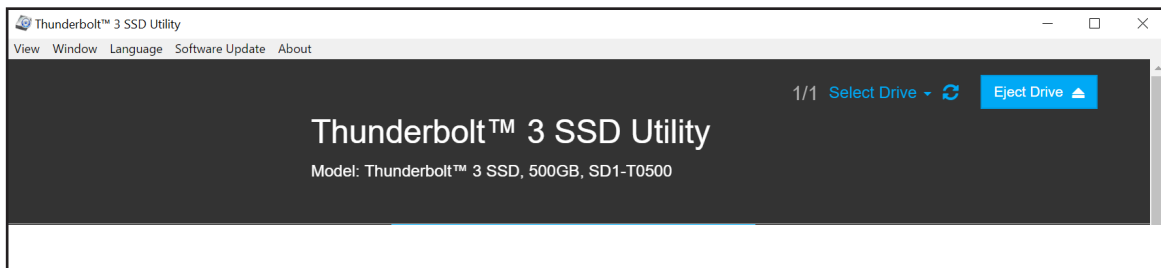 Thunderbolt™ 3 SSD Utility
View Window Language Software Update About
1/1 Select Drive Eject Drive
Thunderbolt™ 3 SSD Utility
Model: Thunderbolt™ 3 SSD, 500GB, SD1-T0500